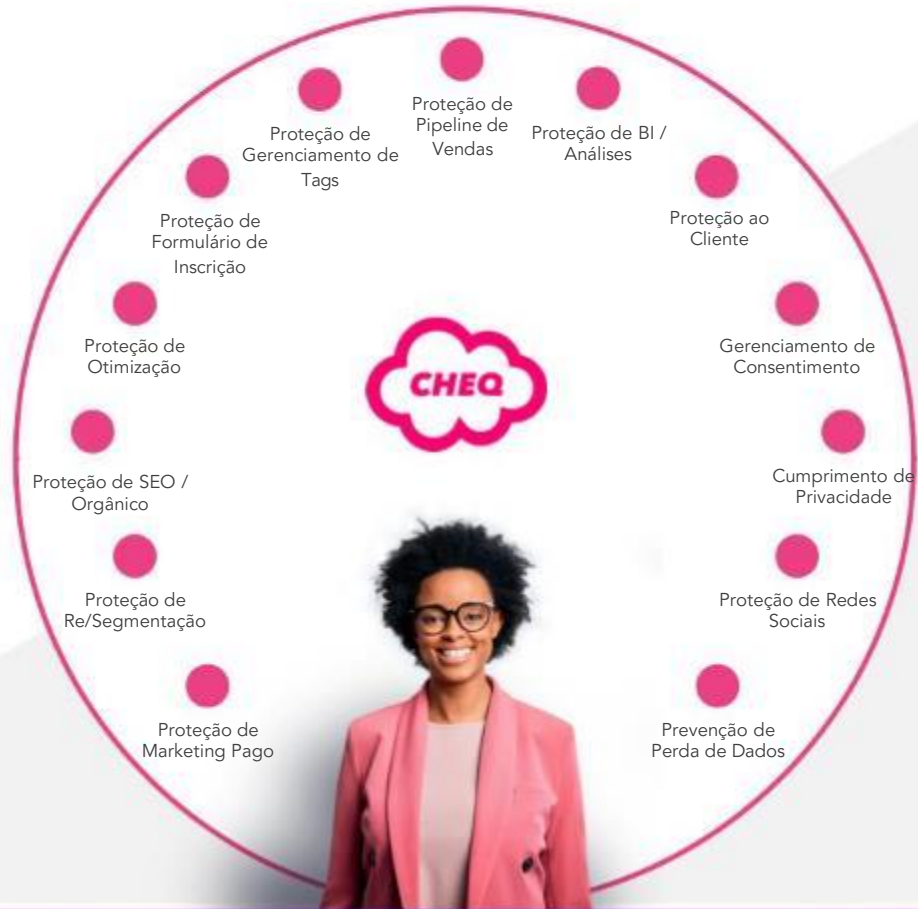 Proteção de
Pipeline de
Vendas
Proteção de
Gerenciamento de
Tags
Proteção de BI /
Análises
Proteção de
Formulário de
Inscrição
Proteção ao
Cliente
Proteção de
Otimização
Gerenciamento de
Consentimento
CHEQ
Proteção de SEO /
Orgânico
Cumprimento de
Privacidade
Proteção de
Re/Segmentação
Proteção de Redes
Sociais
Proteção de
Marketing Pago
Prevenção de
Perda de Dados